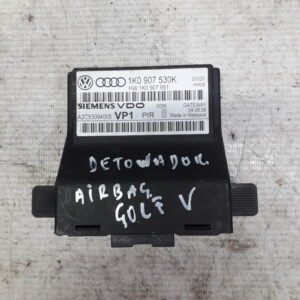 1K0 907 530K
HW 1K0 907 951
SIEMENS VDO
GATEWAY
A2C53094005 VP1 PIR
Made in Malaysia
DETONADOR
AIRBAG
GOLF V